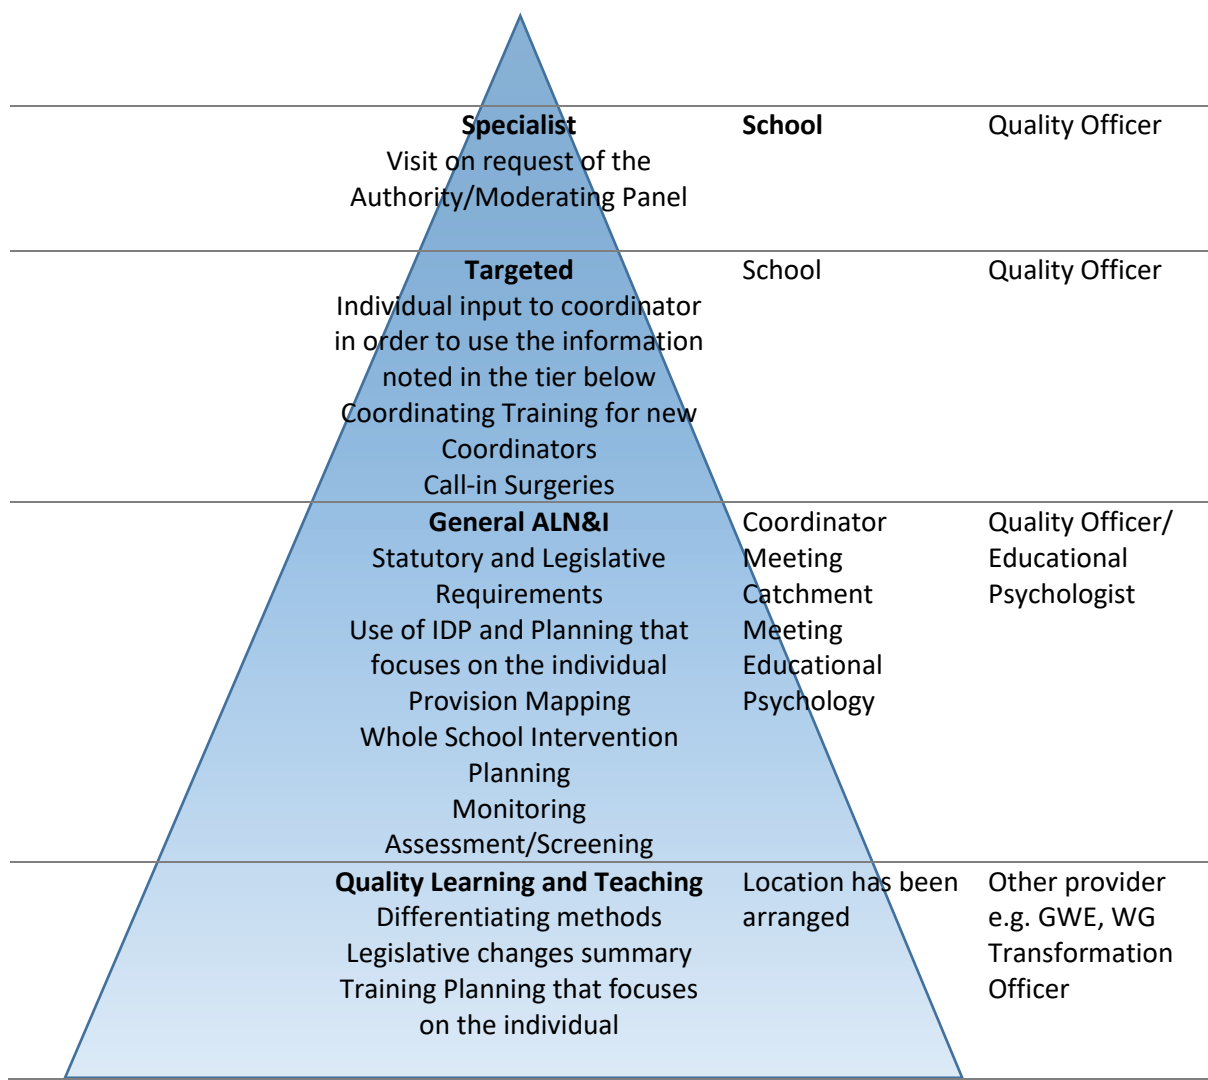 Specialist
Visit on request of the
Authority/Moderating Panel
School
Quality Officer
Targeted
Individual input to coordinator
in order to use the information
noted in the tier below
Coordinating Training for new
Coordinators
Call-in Surgeries
School
Quality Officer
General ALN&I
Statutory and Legislative
Requirements
Use of IDP and Planning that
focuses on the individual
Provision Mapping
Whole School Intervention
Planning
Monitoring
Assessment/Screening
Coordinator
Meeting
Catchment
Meeting
Educational
Psychology
Quality Officer/
Educational
Psychologist
Quality Learning and Teaching
Differentiating methods
Legislative changes summary
Training Planning that focuses
on the individual
Location has been
arranged
Other provider
e.g. GWE, WG
Transformation
Officer